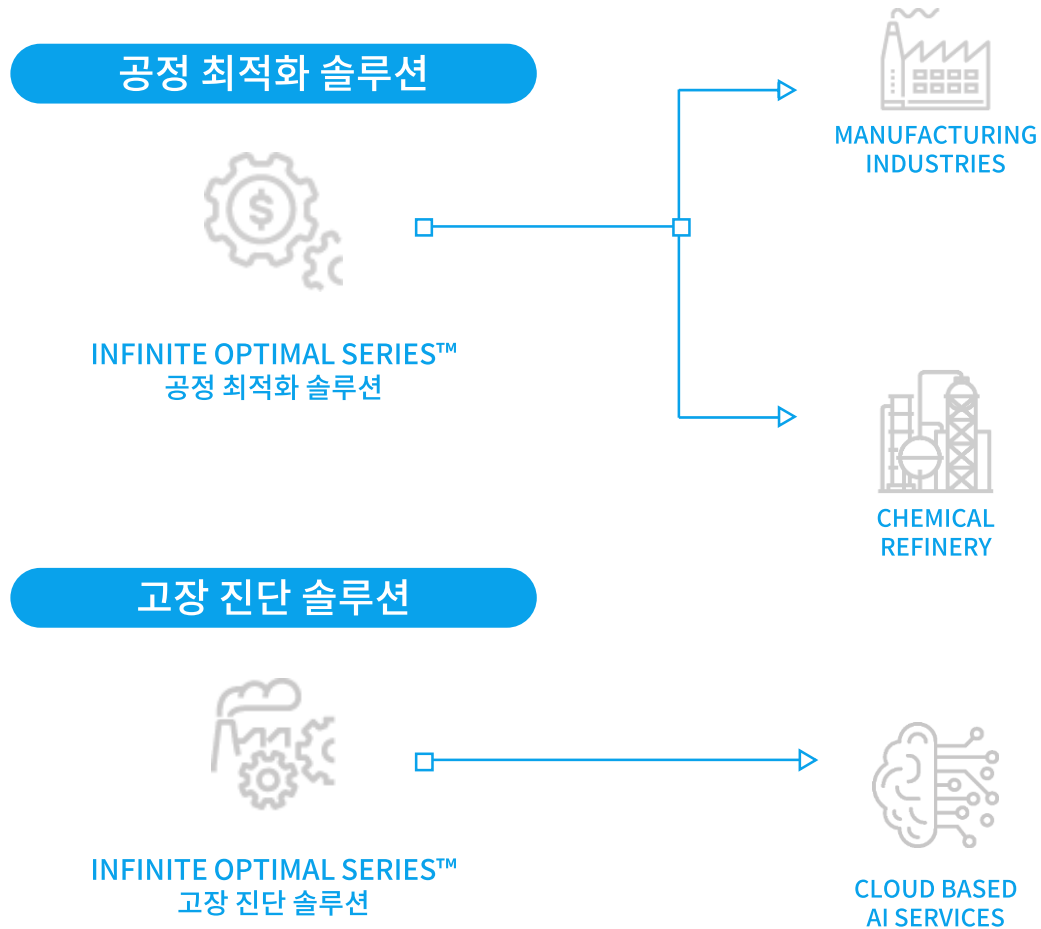 공정 최적화 솔루션
MANUFACTURING
INDUSTRIES
$
INFINITE OPTIMAL SERIES™
공정 최적화 솔루션
CHEMICAL
REFINERY
고장 진단 솔루션
INFINITE OPTIMAL SERIES™
고장 진단 솔루션
CLOUD BASED
AI SERVICES